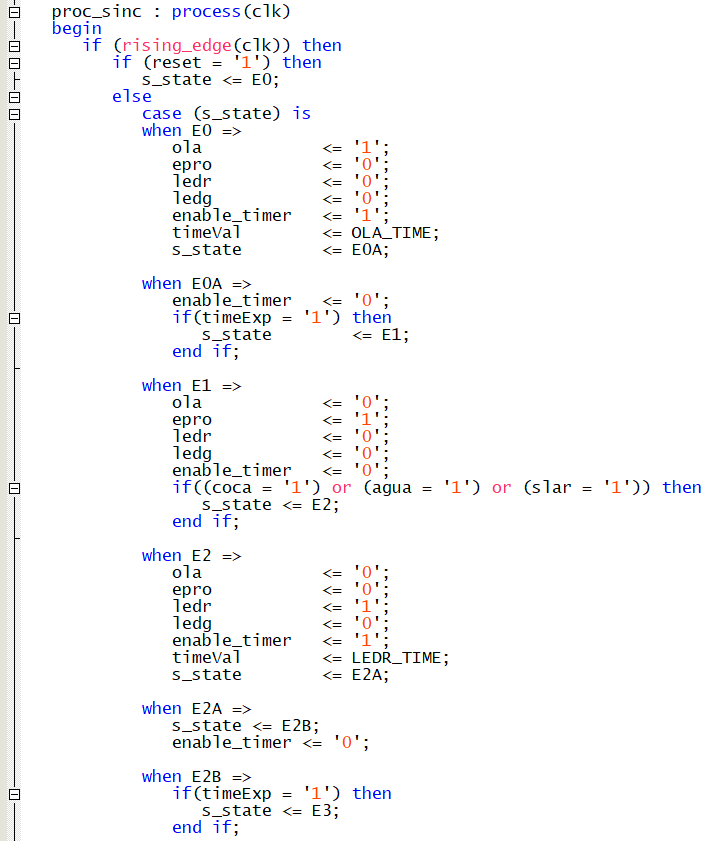 proc_sinc : process(clk)
begin
if (rising_edge(clk)) then
if (reset = '1') then
s_state <= E0;
else
case (s_state) is
when E0 =>
ola <= '1';
epro <= '0';
ledr <= '0';
ledg <= '0';
enable_timer <= '1';
timeVal <= OLA_TIME;
s_state <= E0A;
when E0A =>
enable_timer <= '0';
if(timeExp = '1') then
s_state <= E1;
end if;
when E1 =>
ola <= '0';
epro <= '1';
ledr <= '0';
ledg <= '0';
enable_timer <= '0';
if((coca = '1') or (agua = '1') or (slar = '1')) then
s_state <= E2;
end if;
when E2 =>
ola <= '0';
epro <= '0';
ledr <= '1';
ledg <= '0';
enable_timer <= '1';
timeVal <= LEDR_TIME;
s_state <= E2A;
when E2A =>
s_state <= E2B;
enable_timer <= '0';
when E2B =>
if(timeExp = '1') then
s_state <= E3;
end if;